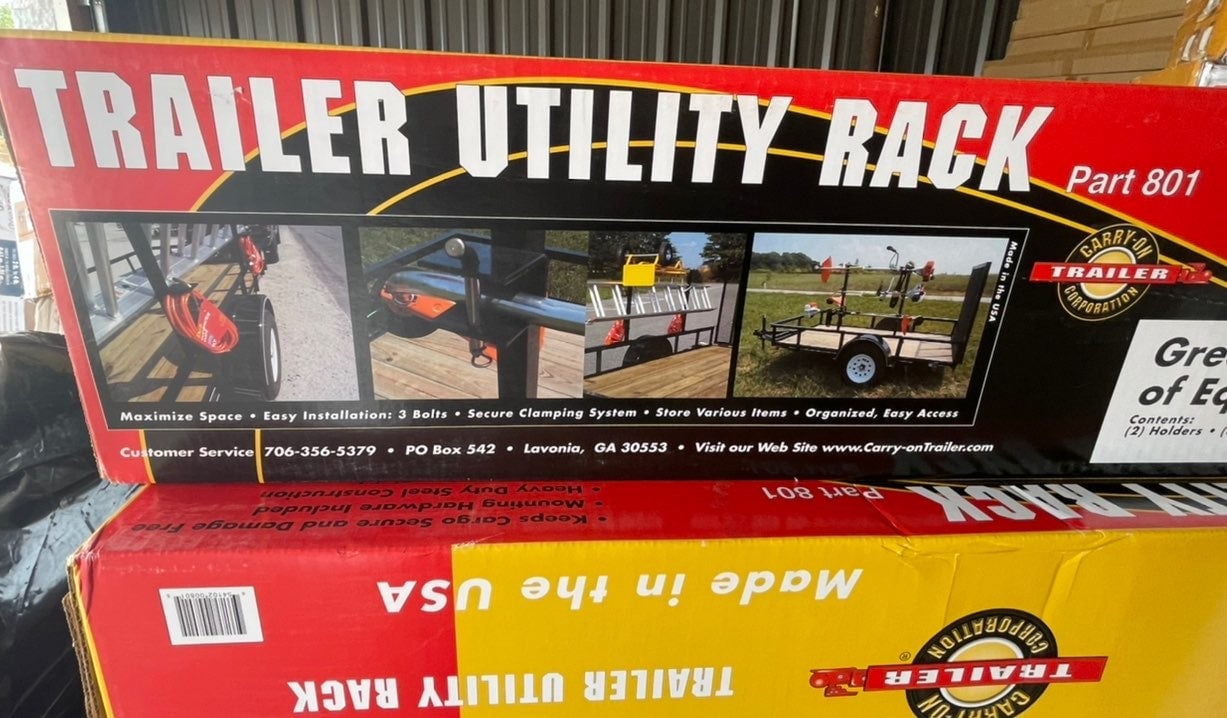 TRAILER UTILITY RACK
Part 801
Made in the USA
CARRY-ON
TRAILER
CORPORATION
Maximize Space • Easy Installation: 3 Bolts • Secure Clamping System • Store Various Items • Organized, Easy Access
Customer Service 706-356-5379 • PO Box 542 • Lavonia, GA 30553 • Visit our Web Site www.Carry-onTrailer.com
Contents:
(2) Holders •
• Keeps Cargo Secure and Damage Free
• Mounting Hardware Included
• Heavy Duty Steel Construction
Part 801
RACK
Made in the USA
TRAILER UTILITY RACK
CARRY-ON
TRAILER
CORPORATION
®